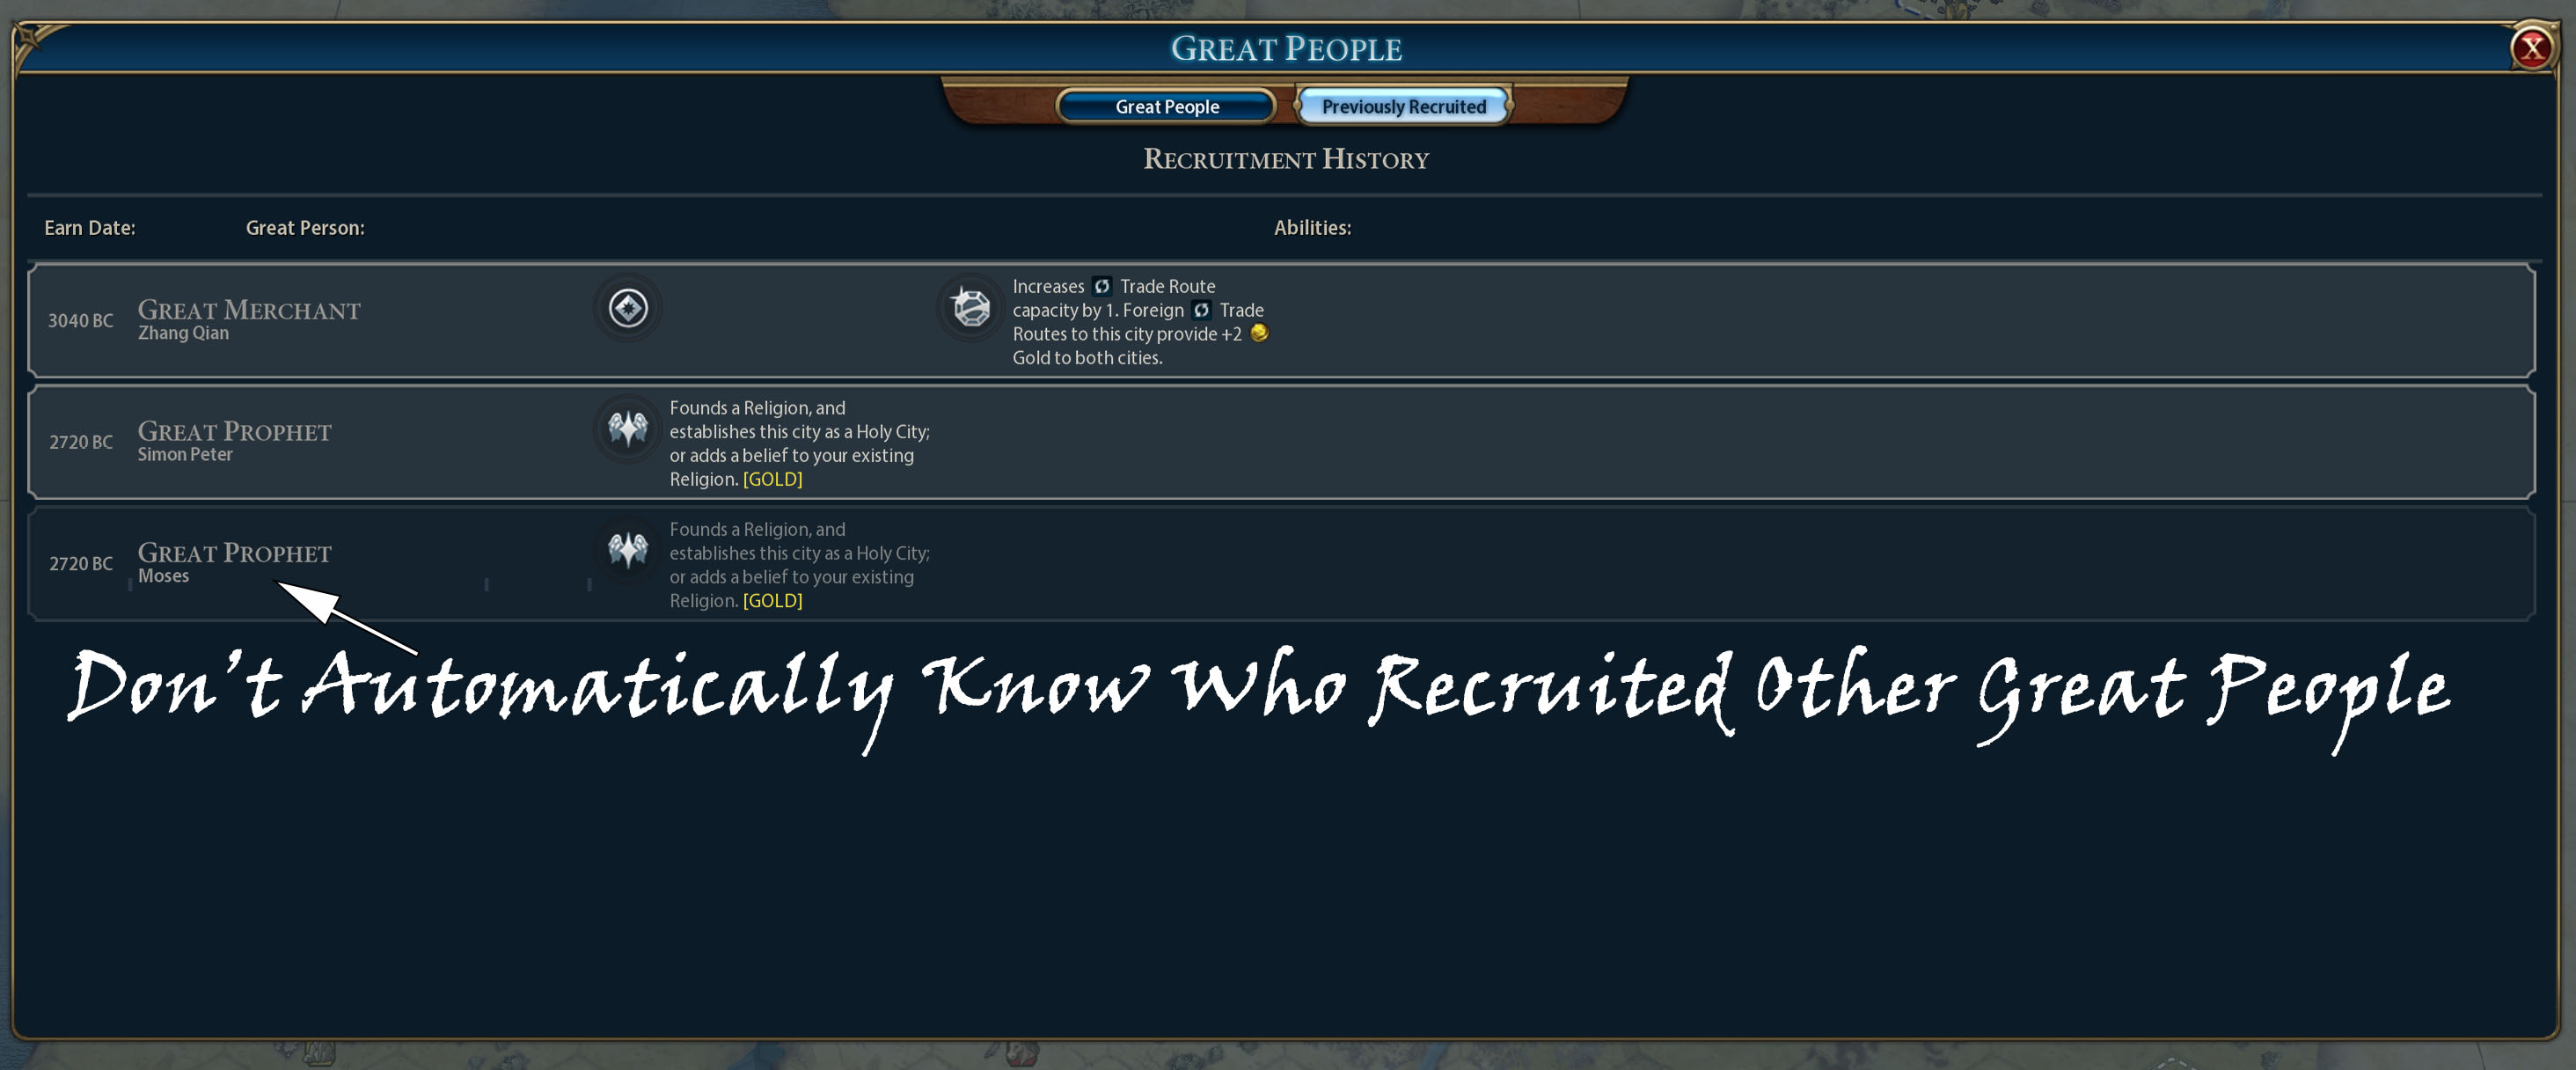 GREAT PEOPLE
X
Great People
Previously Recruited
RECRUITMENT HISTORY
Earn Date:
Great Person:
Abilities:
3040 BC
GREAT MERCHANT
Zhang Qian
Increases Trade Route
capacity by 1. Foreign Trade
Routes to this city provide +2
Gold to both cities.
2720 BC
GREAT PROPHET
Simon Peter
Founds a Religion, and
establishes this city as a Holy City;
or adds a belief to your existing
Religion. [GOLD]
2720 BC
GREAT PROPHET
Moses
Founds a Religion, and
establishes this city as a Holy City;
or adds a belief to your existing
Religion. [GOLD]
Don't Automatically Know Who Recruited Other Great People